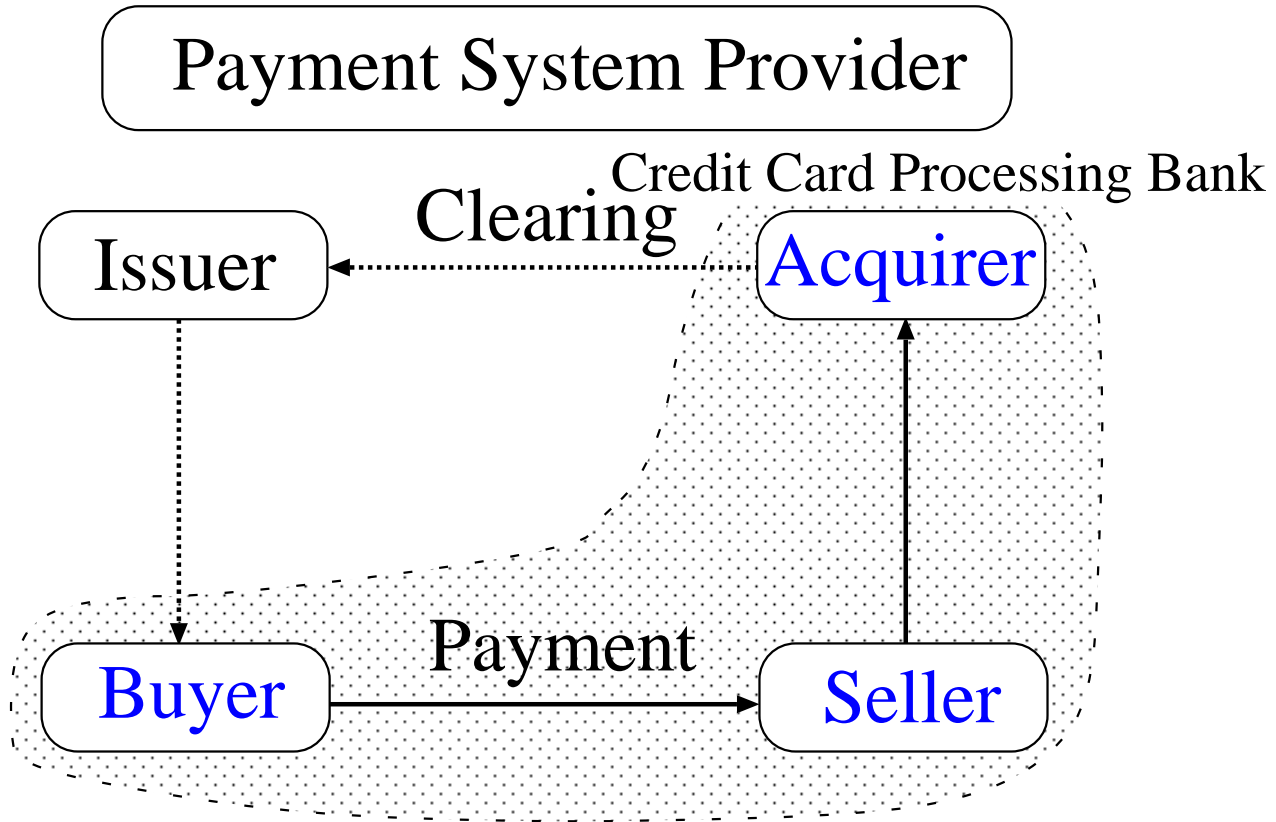 Payment System Provider
Credit Card Processing Bank
Clearing
Issuer
Acquirer
Payment
Buyer
Seller